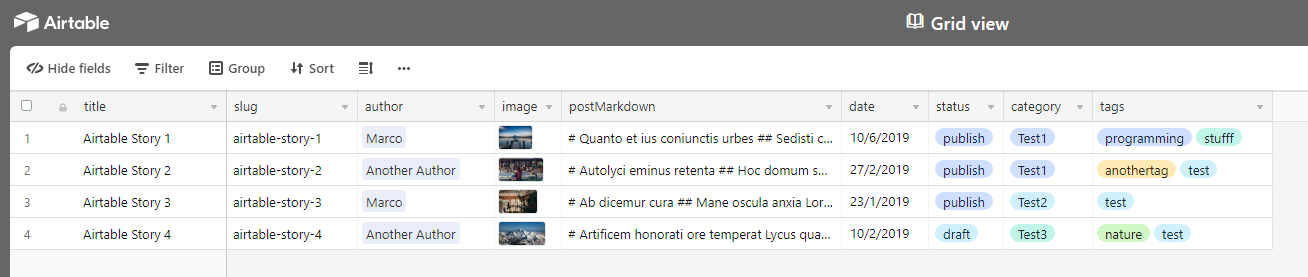 Airtable
Grid view
Hide fields Filter Group Sort
title slug author image postMarkdown date status category tags
1 Airtable Story 1 airtable-story-1 Marco # Quanto et ius coniunctis urbes ## Sedisti c... 10/6/2019 publish Test1 programming stufff
2 Airtable Story 2 airtable-story-2 Another Author # Autolyci eminus retenta ## Hoc domum s... 27/2/2019 publish Test1 anothertag test
3 Airtable Story 3 airtable-story-3 Marco # Ab dicemur cura ## Mane oscula anxia Lor... 23/1/2019 publish Test2 test
4 Airtable Story 4 airtable-story-4 Another Author # Artificem honorati ore temperat Lycus qua... 10/2/2019 draft Test3 nature test